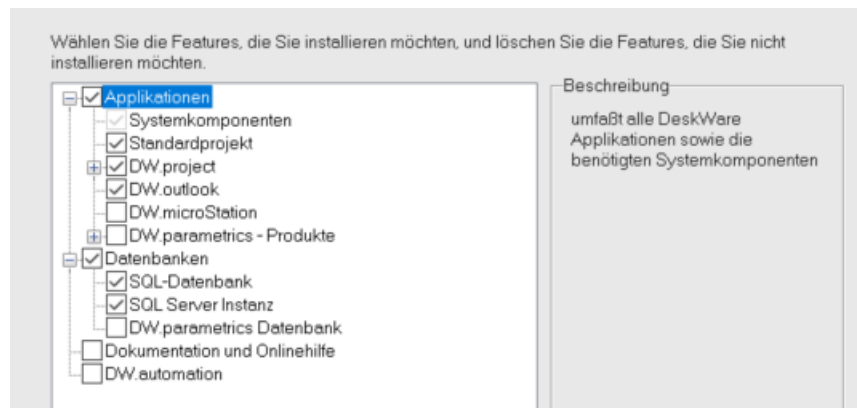 Wählen Sie die Features, die Sie installieren möchten, und löschen Sie die Features, die Sie nicht
installieren möchten.
Applikationen
Systemkomponenten
Standardprojekt
DW.project
DW.outlook
DW.microStation
DW.parametrics - Produkte
Datenbanken
SQL-Datenbank
SQL Server Instanz
DW.parametrics Datenbank
Dokumentation und Onlinehilfe
DW.automation
Beschreibung
umfaßt alle DeskWare
Applikationen sowie die
benötigten Systemkomponenten